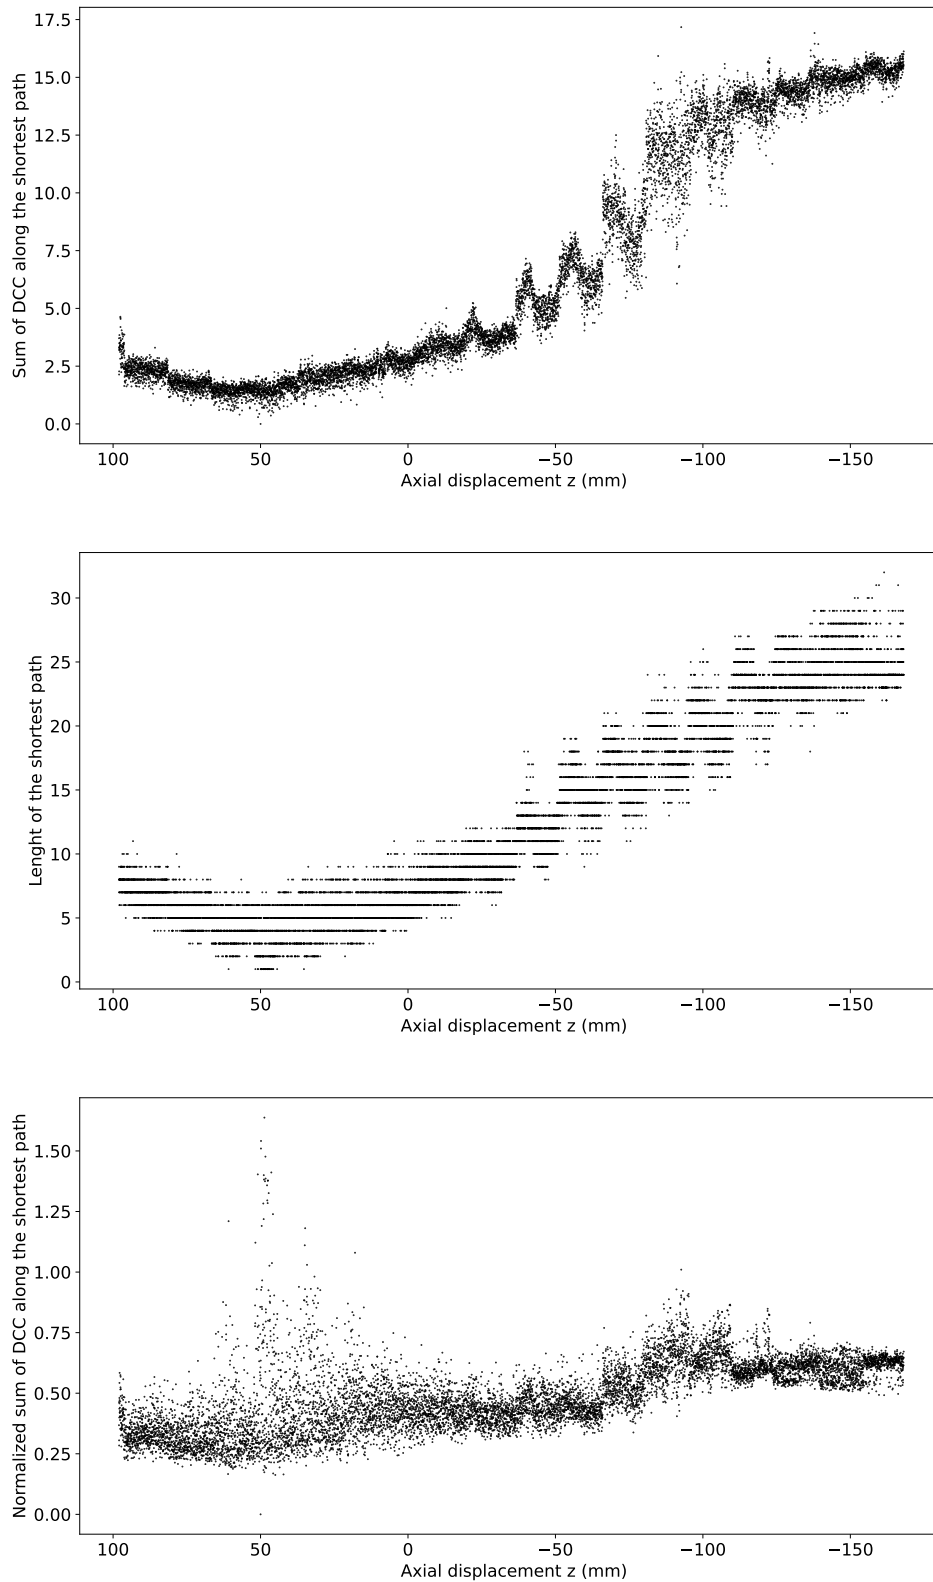 17.5
15.0
12.5
10.0
7.5
5.0
2.5
0.0
Sum of DCC along the shortest path
100 50 0 −50 −100 −150
Axial displacement z (mm)
30
25
20
15
10
5
0
Lenght of the shortest path
100 50 0 −50 −100 −150
Axial displacement z (mm)
1.50
1.25
1.00
0.75
0.50
0.25
0.00
Normalized sum of DCC along the shortest path
100 50 0 −50 −100 −150
Axial displacement z (mm)